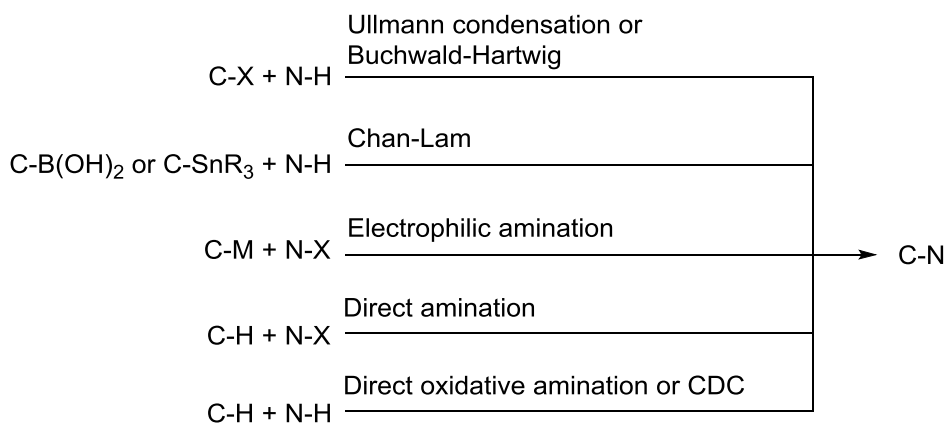 Ullmann condensation or
Buchwald-Hartwig
C-X + N-H
Chan-Lam
C-B(OH)2 or C-SnR3 + N-H
Electrophilic amination
C-M + N-X
C-N
Direct amination
C-H + N-X
Direct oxidative amination or CDC
C-H + N-H